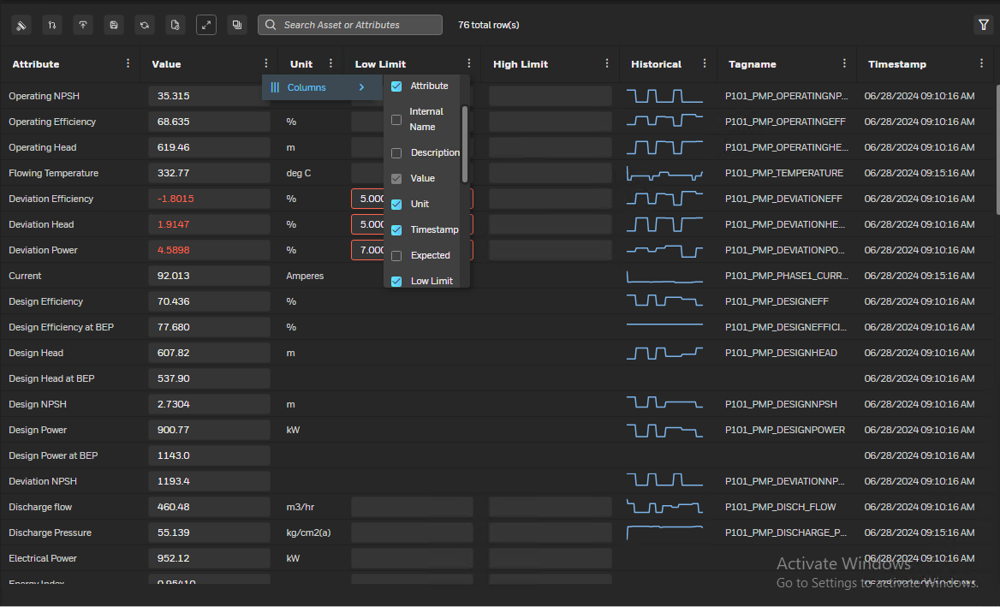 Search Asset or Attributes 76 total row(s)
Attribute Value Unit Low Limit High Limit Historical Tagname Timestamp
Columns
Attribute
Internal
Name
Description
Value
Unit
Timestamp
Expected
Low Limit
Operating NPSH 35.315 P101_PMP_OPERATINGNP... 06/28/2024 09:10:16 AM
Operating Efficiency 68.635 % P101_PMP_OPERATINGEFF 06/28/2024 09:10:16 AM
Operating Head 619.46 m P101_PMP_OPERATINGHE... 06/28/2024 09:10:16 AM
Flowing Temperature 332.77 deg C P101_PMP_TEMPERATURE 06/28/2024 09:15:16 AM
Deviation Efficiency -1.8015 % 5.000 P101_PMP_DEVIATIONEFF 06/28/2024 09:10:16 AM
Deviation Head 1.9147 % 5.000 P101_PMP_DEVIATIONHE... 06/28/2024 09:10:16 AM
Deviation Power 4.5898 % 7.000 P101_PMP_DEVIATIONPO... 06/28/2024 09:10:16 AM
Current 92.013 Amperes P101_PMP_PHASE1_CURR... 06/28/2024 09:15:16 AM
Design Efficiency 70.436 % P101_PMP_DESIGNEFF 06/28/2024 09:10:16 AM
Design Efficiency at BEP 77.680 % P101_PMP_DESIGNEFFICI... 06/28/2024 09:10:16 AM
Design Head 607.82 m P101_PMP_DESIGNHEAD 06/28/2024 09:10:16 AM
Design Head at BEP 537.90 06/28/2024 09:10:16 AM
Design NPSH 2.7304 m P101_PMP_DESIGNNPSH 06/28/2024 09:10:16 AM
Design Power 900.77 kW P101_PMP_DESIGNPOWER 06/28/2024 09:10:16 AM
Design Power at BEP 1143.0 06/28/2024 09:10:16 AM
Deviation NPSH 1193.4 P101_PMP_DEVIATIONNP... 06/28/2024 09:10:16 AM
Discharge flow 460.48 m3/hr P101_PMP_DISCH_FLOW 06/28/2024 09:10:16 AM
Discharge Pressure 55.139 kg/cm2(a) P101_PMP_DISCHARGE_P... 06/28/2024 09:15:16 AM
Electrical Power 952.12 kW 06/28/2024 09:10:16 AM
Energy Index 0.95410
Activate Windows
Go to Settings to activate Windows.